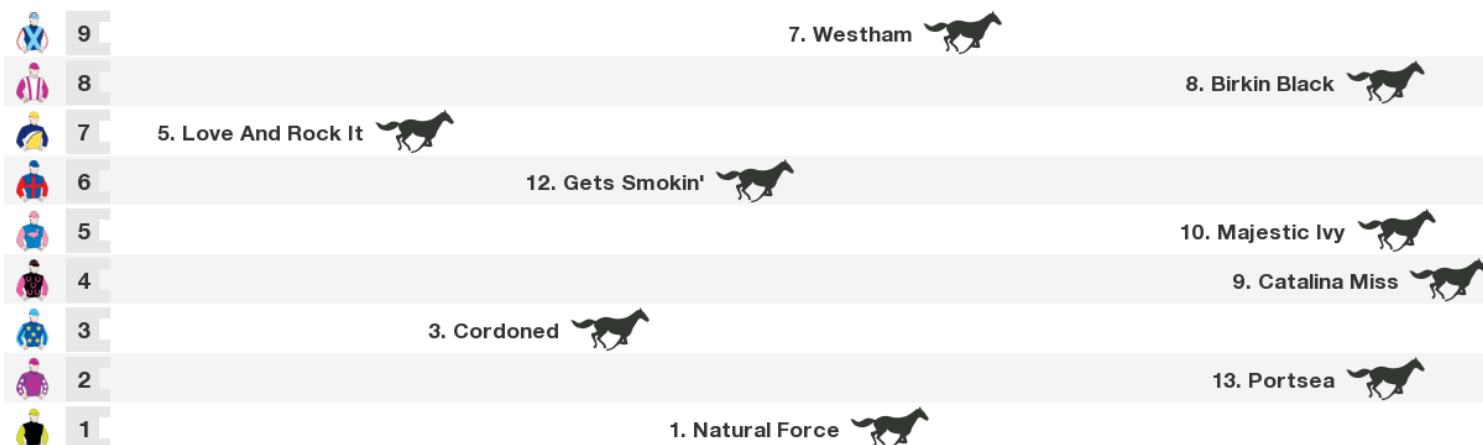 9 7. Westham
8 8. Birkin Black
7 5. Love And Rock It
6 12. Gets Smokin'
5 10. Majestic Ivy
4 9. Catalina Miss
3 3. Cordoned
2 13. Portsea
1 1. Natural Force